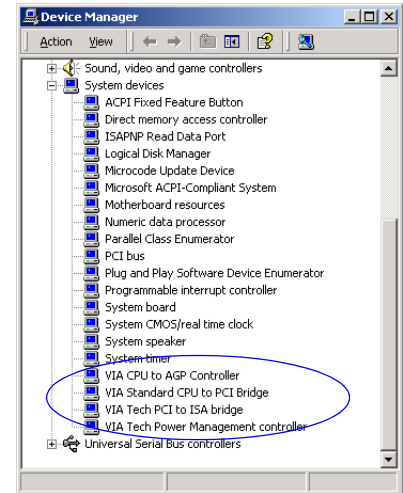 Device Manager
Action View
Sound, video and game controllers
System devices
ACPI Fixed Feature Button
Direct memory access controller
ISAPNP Read Data Port
Logical Disk Manager
Microcode Update Device
Microsoft ACPI-Compliant System
Motherboard resources
Numeric data processor
Parallel Class Enumerator
PCI bus
Plug and Play Software Device Enumerator
Programmable interrupt controller
System board
System CMOS/real time clock
System speaker
System timer
VIA CPU to AGP Controller
VIA Standard CPU to PCI Bridge
VIA Tech PCI to ISA bridge
VIA Tech Power Management controller
Universal Serial Bus controllers